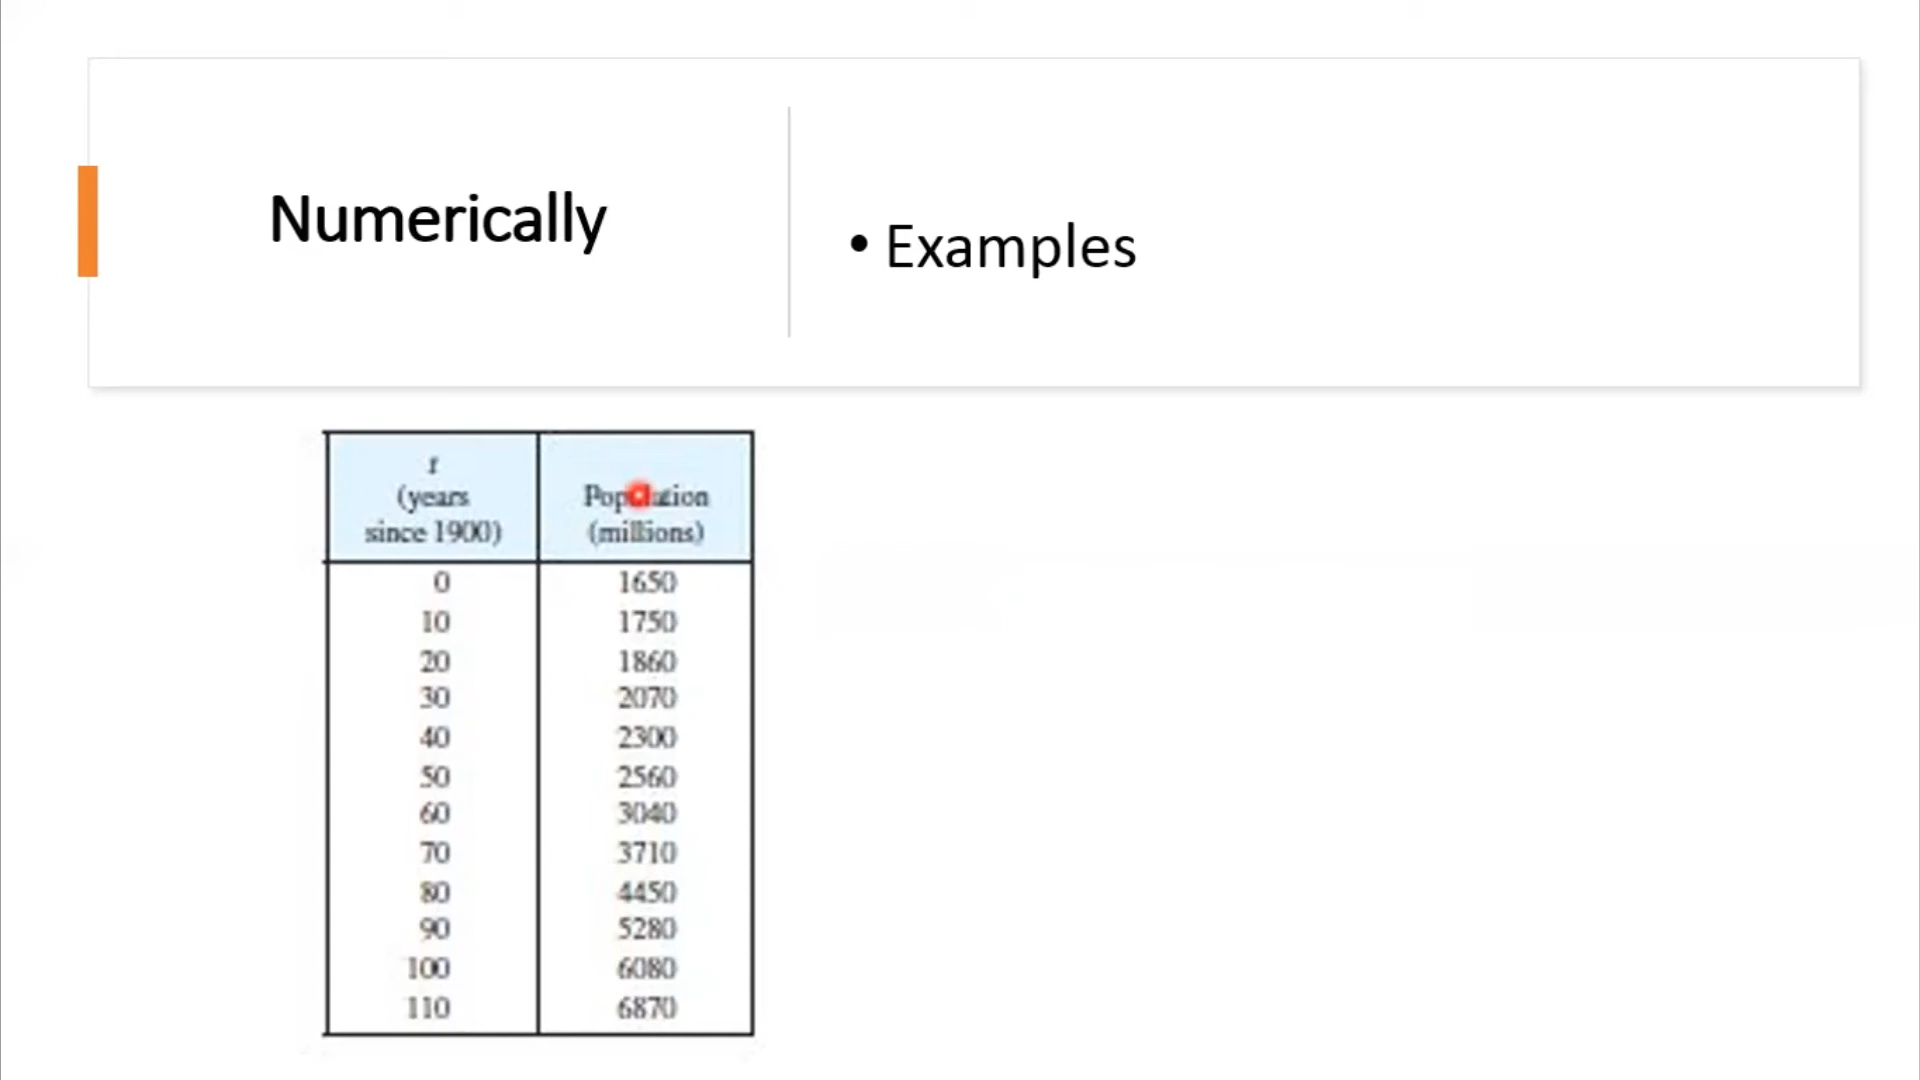 Numerically
• Examples
t
(years
since 1900)
Population
(millions)
0 1650
10 1750
20 1860
30 2070
40 2300
50 2560
60 3040
70 3710
80 4450
90 5280
100 6080
110 6870